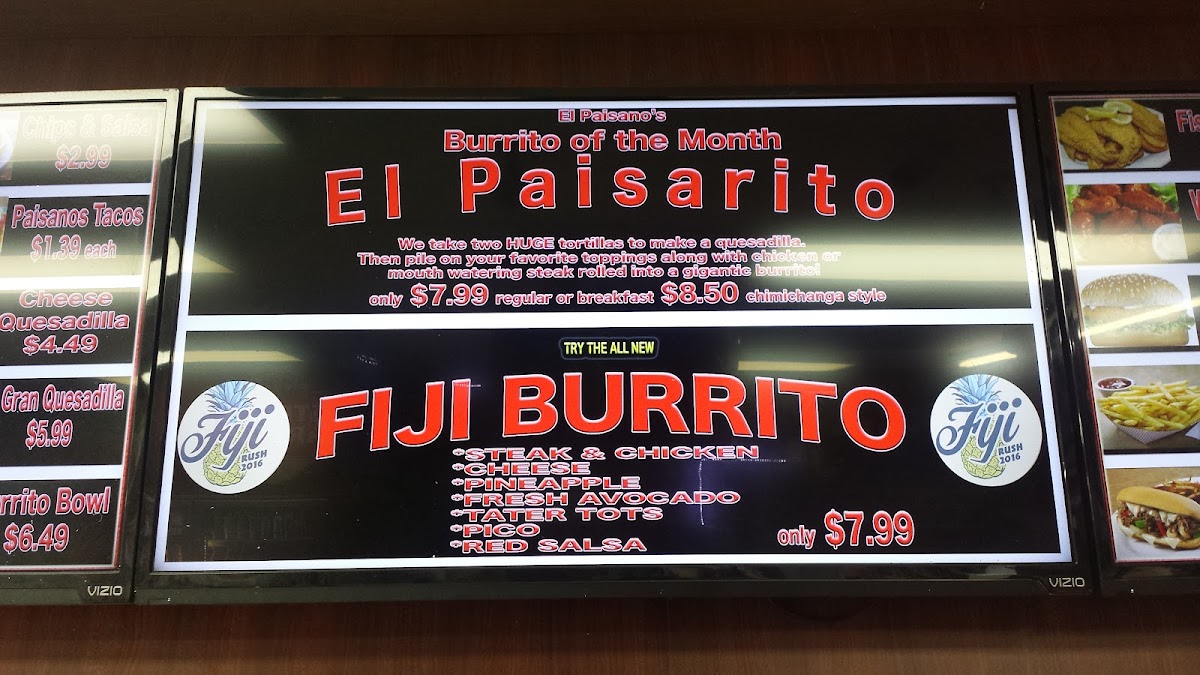 Chips & Salsa
$2.99
Paisanos Tacos
$1.39 each
Cheese
Quesadilla
$4.49
Gran Quesadilla
$5.99
rrito Bowl
$6.49
VIZIO
El Paisano's
Burrito of the Month
El Paisarito
We take two HUGE tortillas to make a quesadilla.
Then pile on your favorite toppings along with chicken or
mouth watering steak rolled into a gigantic burrito!
only $7.99 regular or breakfast $8.50 chimichanga style
TRY THE ALL NEW
FIJI BURRITO
Fiji
RUSH
2016
*STEAK & CHICKEN
*CHEESE
*PINEAPPLE
*FRESH AVOCADO
*TATER TOTS
*PICO
*RED SALSA
only $7.99
Fiji
RUSH
2016
VIZIO
Fis